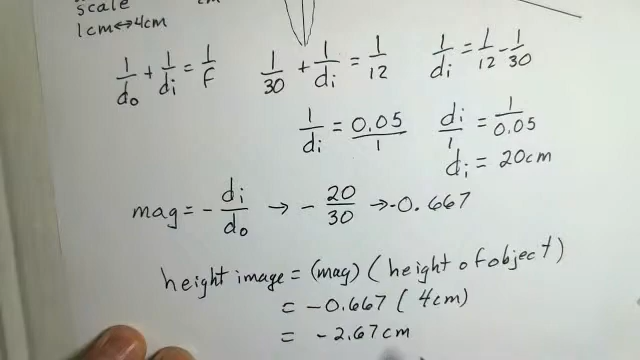 scale cm
1cm↔4cm
1/do + 1/di = 1/f   1/30 + 1/di = 1/12   1/di = 1/12 - 1/30
1/di = 0.05/1   di/1 = 1/0.05
di = 20cm
mag = - di/do → - 20/30 → -0.667
height image = (mag) (height of object)
= -0.667 (4cm)
= -2.67cm